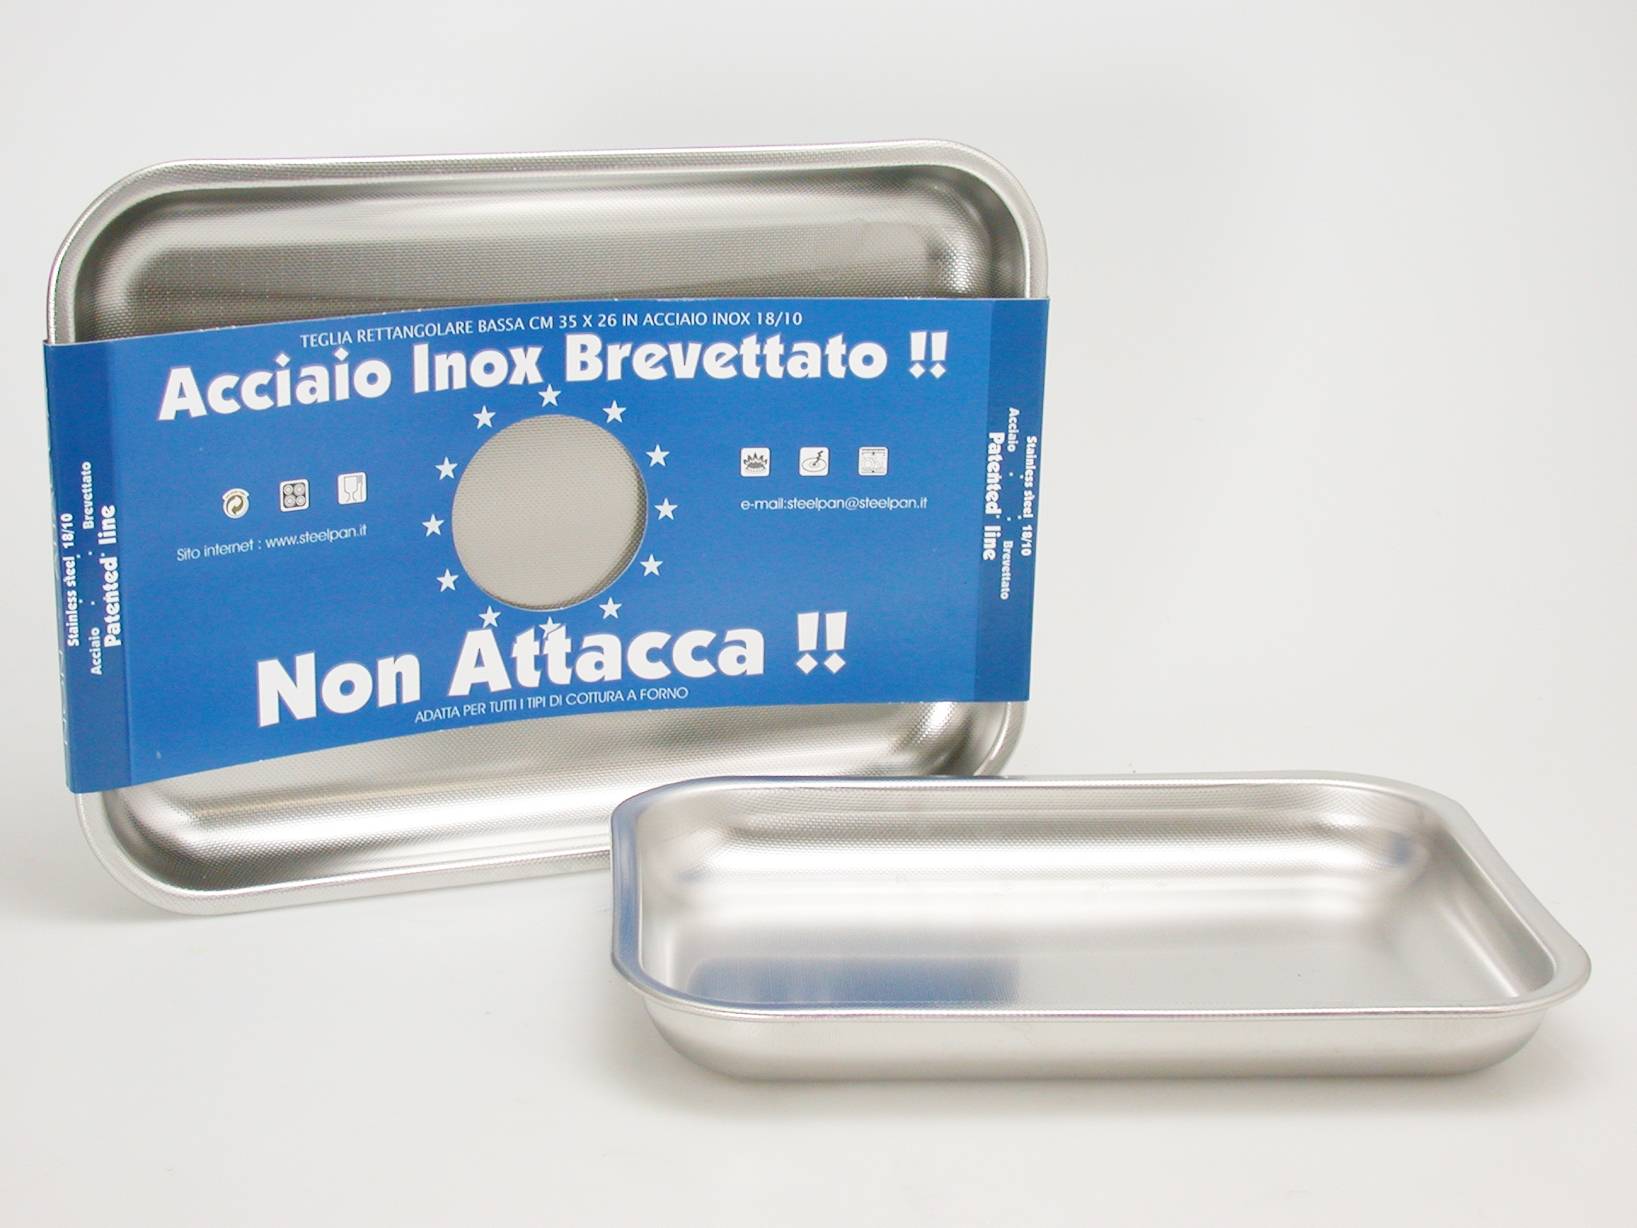 TEGLIA RETTANGOLARE BASSA CM 35 X 26 IN ACCIAIO INOX 18/10
Acciaio Inox Brevettato !!
Sito internet : www.steelpan.it
e-mail:steelpan@steelpan.it
Non Attacca !!
ADATTA PER TUTTI I TIPI DI COTTURA A FORNO
Stainless steel 18/10
Acciaio Brevettato
Patented line
Stainless steel 18/10
Acciaio Brevettato
Patented line